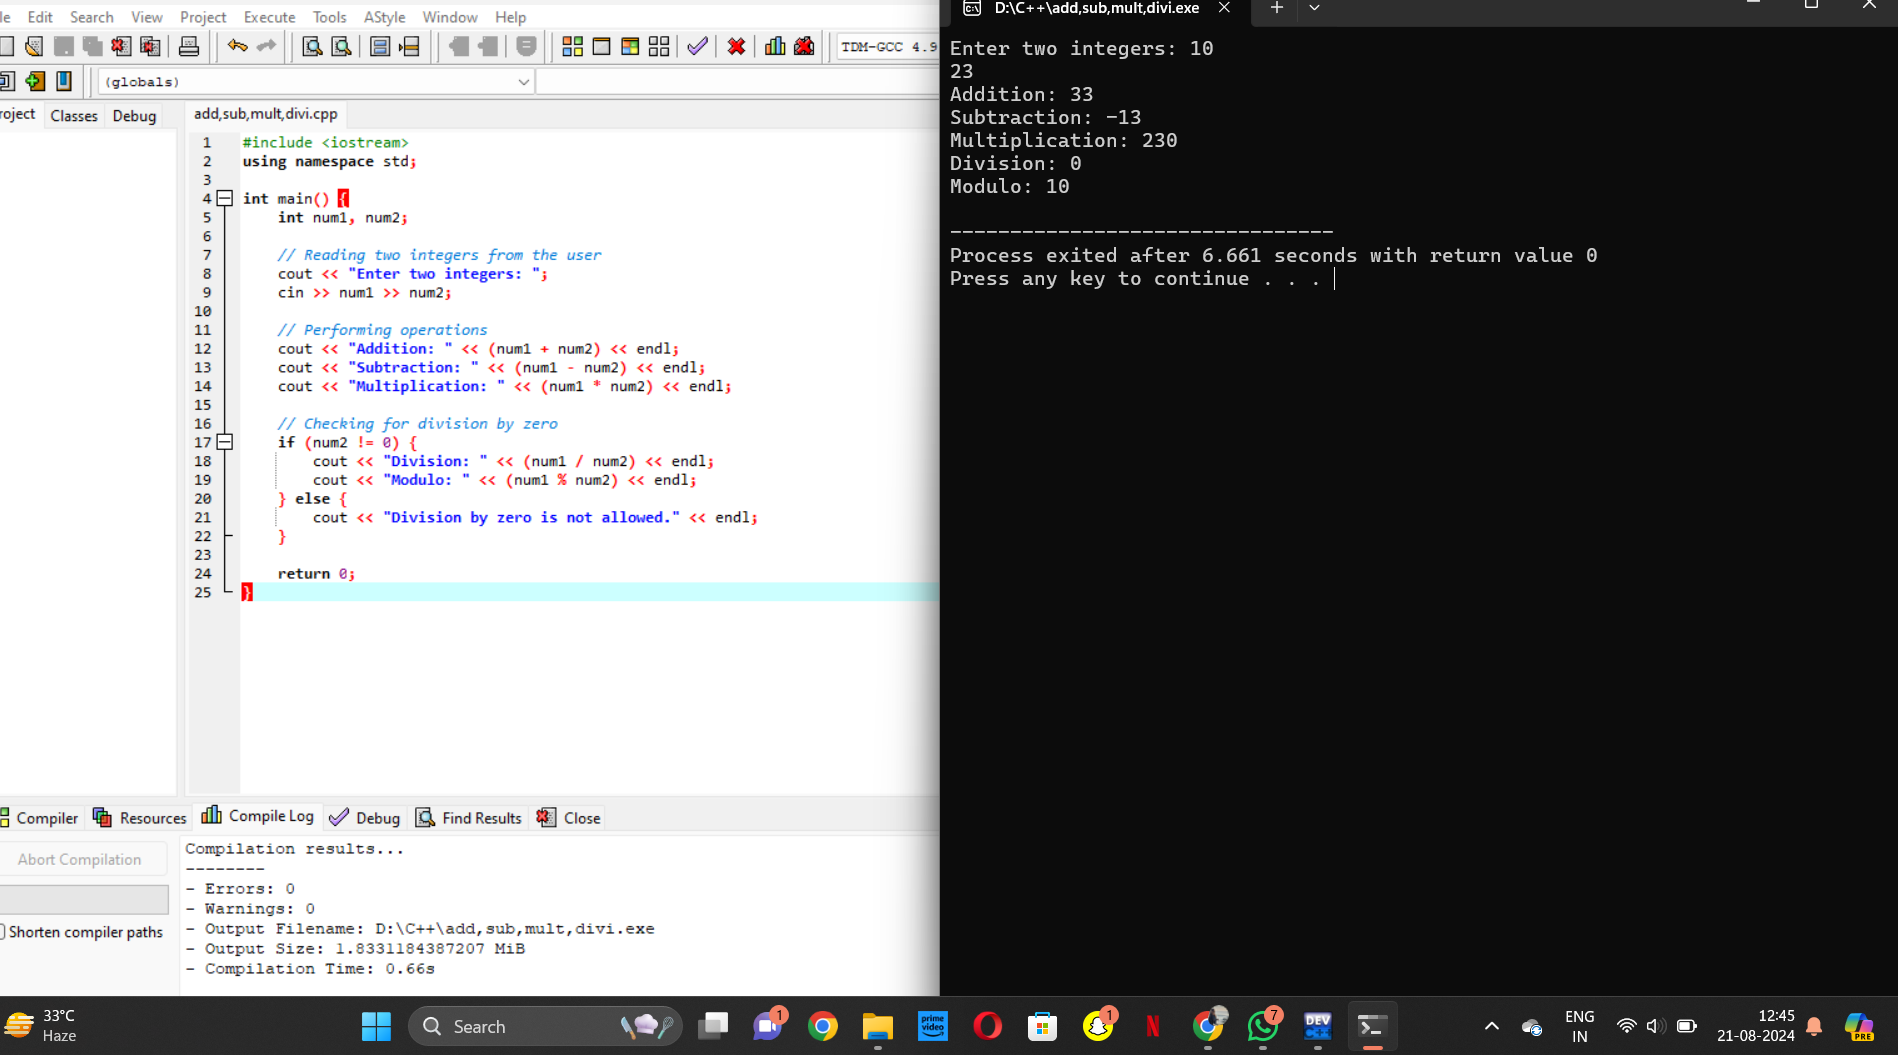 le Edit Search View Project Execute Tools AStyle Window Help
TDM-GCC 4.9
(globals)
roject Classes Debug
add,sub,mult,divi.cpp
1 #include <iostream>
2 using namespace std;
3
4 int main() {
5 int num1, num2;
6
7 // Reading two integers from the user
8 cout << "Enter two integers: ";
9 cin >> num1 >> num2;
10
11 // Performing operations
12 cout << "Addition: " << (num1 + num2) << endl;
13 cout << "Subtraction: " << (num1 - num2) << endl;
14 cout << "Multiplication: " << (num1 * num2) << endl;
15
16 // Checking for division by zero
17 if (num2 != 0) {
18 cout << "Division: " << (num1 / num2) << endl;
19 cout << "Modulo: " << (num1 % num2) << endl;
20 } else {
21 cout << "Division by zero is not allowed." << endl;
22 }
23
24 return 0;
25 }
Compiler Resources Compile Log Debug Find Results Close
Abort Compilation
Shorten compiler paths
Compilation results...
--------
- Errors: 0
- Warnings: 0
- Output Filename: D:\C++\add,sub,mult,divi.exe
- Output Size: 1.8331184387207 MiB
- Compilation Time: 0.66s
D:\C++\add,sub,mult,divi.exe
Enter two integers: 10
23
Addition: 33
Subtraction: -13
Multiplication: 230
Division: 0
Modulo: 10
--------------------------------
Process exited after 6.661 seconds with return value 0
Press any key to continue . . .
33°C
Haze
Search
1
prime video
1
N
7
DEV C++
ENG
IN
12:45
21-08-2024
PRE